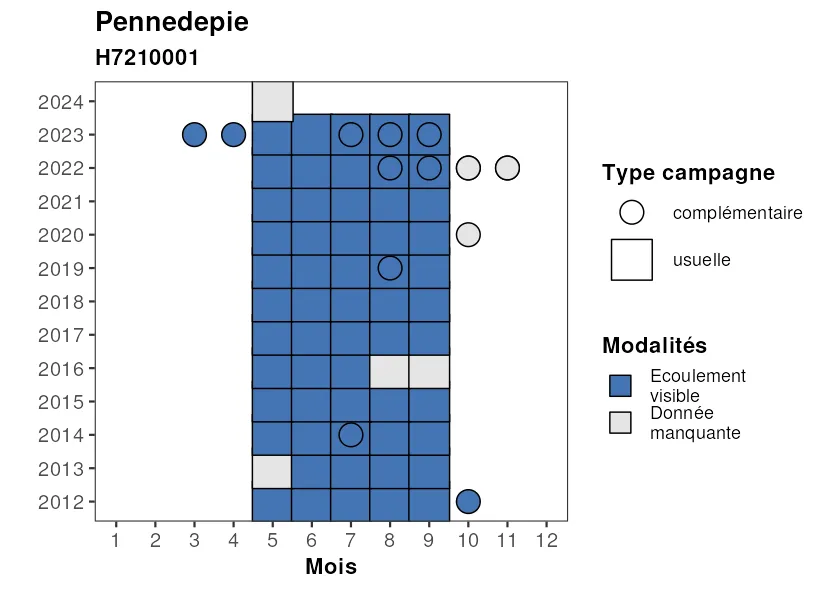 Pennedepie
H7210001
2024
2023
2022
2021
2020
2019
2018
2017
2016
2015
2014
2013
2012
1 2 3 4 5 6 7 8 9 10 11 12
Mois
Type campagne
complémentaire
usuelle
Modalités
Ecoulement
visible
Donnée
manquante